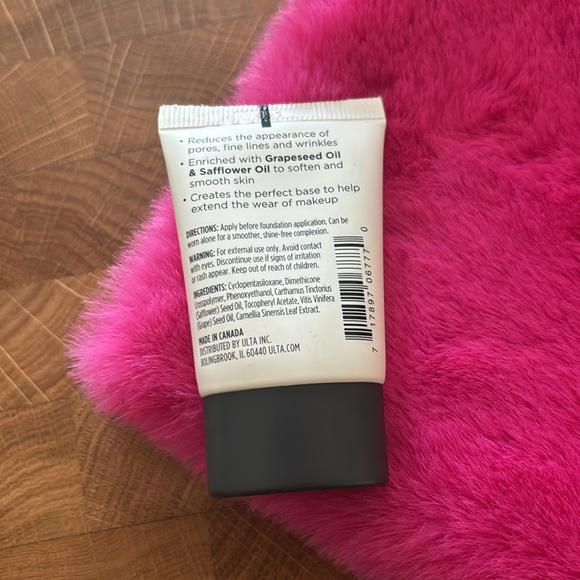 • Reduces the appearance of
pores, fine lines and wrinkles
• Enriched with Grapeseed Oil
& Safflower Oil to soften and
smooth skin
• Creates the perfect base to help
extend the wear of makeup
DIRECTIONS: Apply before foundation application. Can be
worn alone for a smoother, shine-free complexion.
WARNING: For external use only. Avoid contact
with eyes. Discontinue use if signs of irritation
or rash appear. Keep out of reach of children.
INGREDIENTS: Cyclopentasiloxane, Dimethicone
Crosspolymer, Phenoxyethanol, Carthamus Tinctorius
(Safflower) Seed Oil, Tocopheryl Acetate, Vitis Vinifera
(Grape) Seed Oil, Camellia Sinensis Leaf Extract.
MADE IN CANADA
DISTRIBUTED BY ULTA INC.
BOLINGBROOK, IL 60440 ULTA.COM
7 17897 06777 0